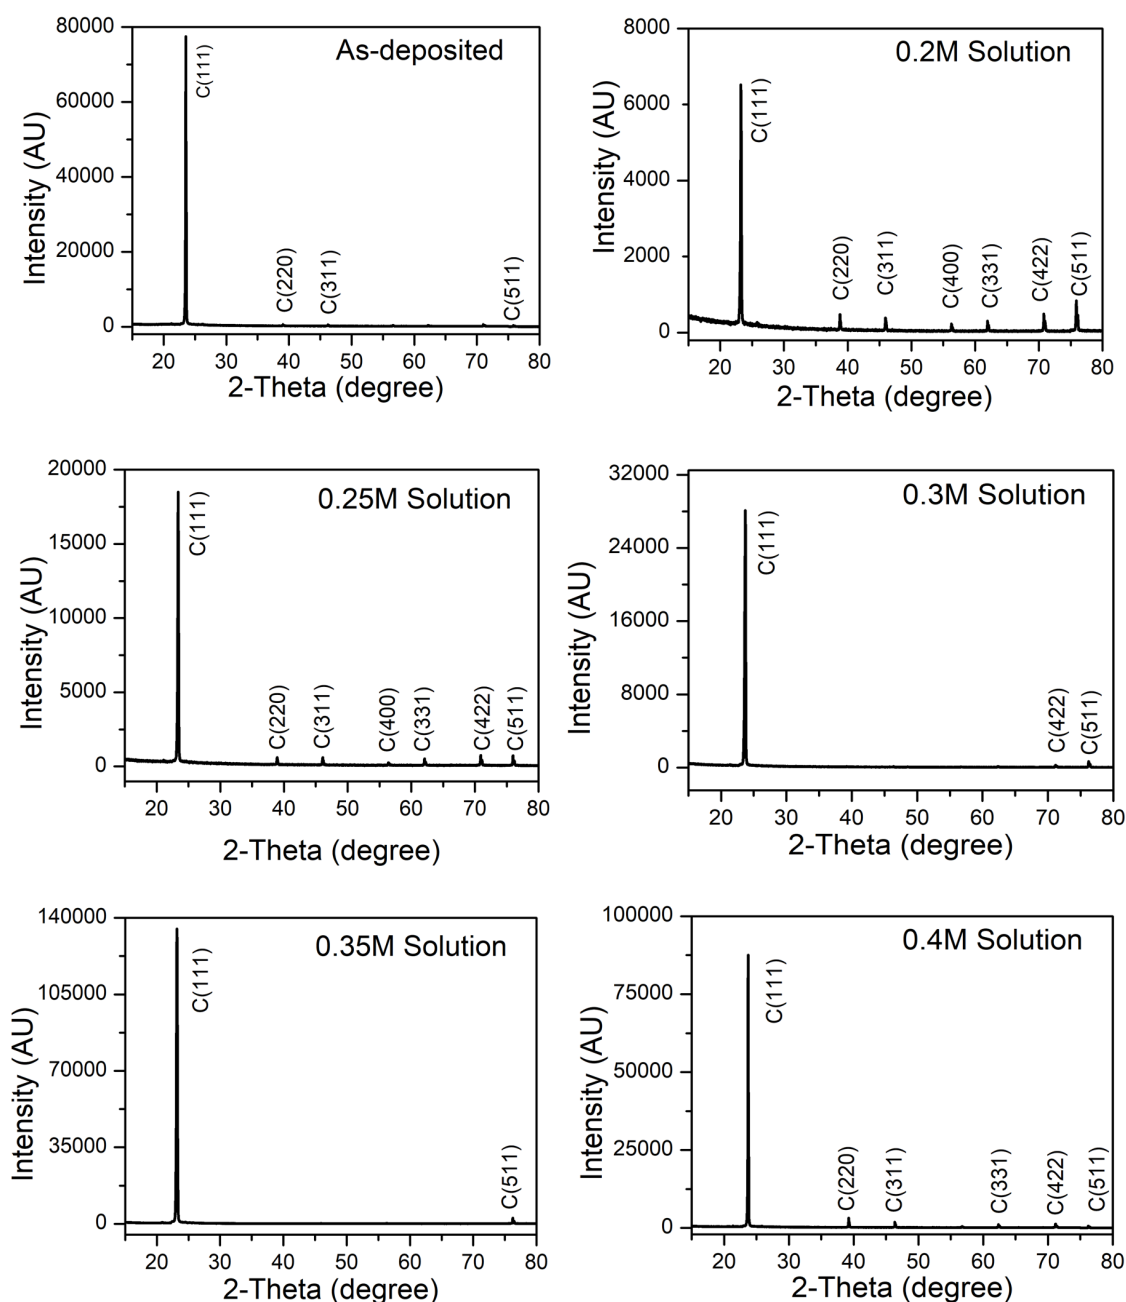 As-deposited
80000
60000
40000
20000
0
Intensity (AU)
C(111)
C(220)
C(311)
C(511)
20 30 40 50 60 70 80
2-Theta (degree)
0.2M Solution
8000
6000
4000
2000
0
Intensity (AU)
C(111)
C(220)
C(311)
C(400)
C(331)
C(422)
C(511)
20 30 40 50 60 70 80
2-Theta (degree)
0.25M Solution
20000
15000
10000
5000
0
Intensity (AU)
C(111)
C(220)
C(311)
C(400)
C(331)
C(422)
C(511)
20 30 40 50 60 70 80
2-Theta (degree)
0.3M Solution
32000
24000
16000
8000
0
Intensity (AU)
C(111)
C(422)
C(511)
20 30 40 50 60 70 80
2-Theta (degree)
0.35M Solution
140000
105000
70000
35000
0
Intensity (AU)
C(111)
C(511)
20 30 40 50 60 70 80
2-Theta (degree)
0.4M Solution
100000
75000
50000
25000
0
Intensity (AU)
C(111)
C(220)
C(311)
C(331)
C(422)
C(511)
20 30 40 50 60 70 80
2-Theta (degree)